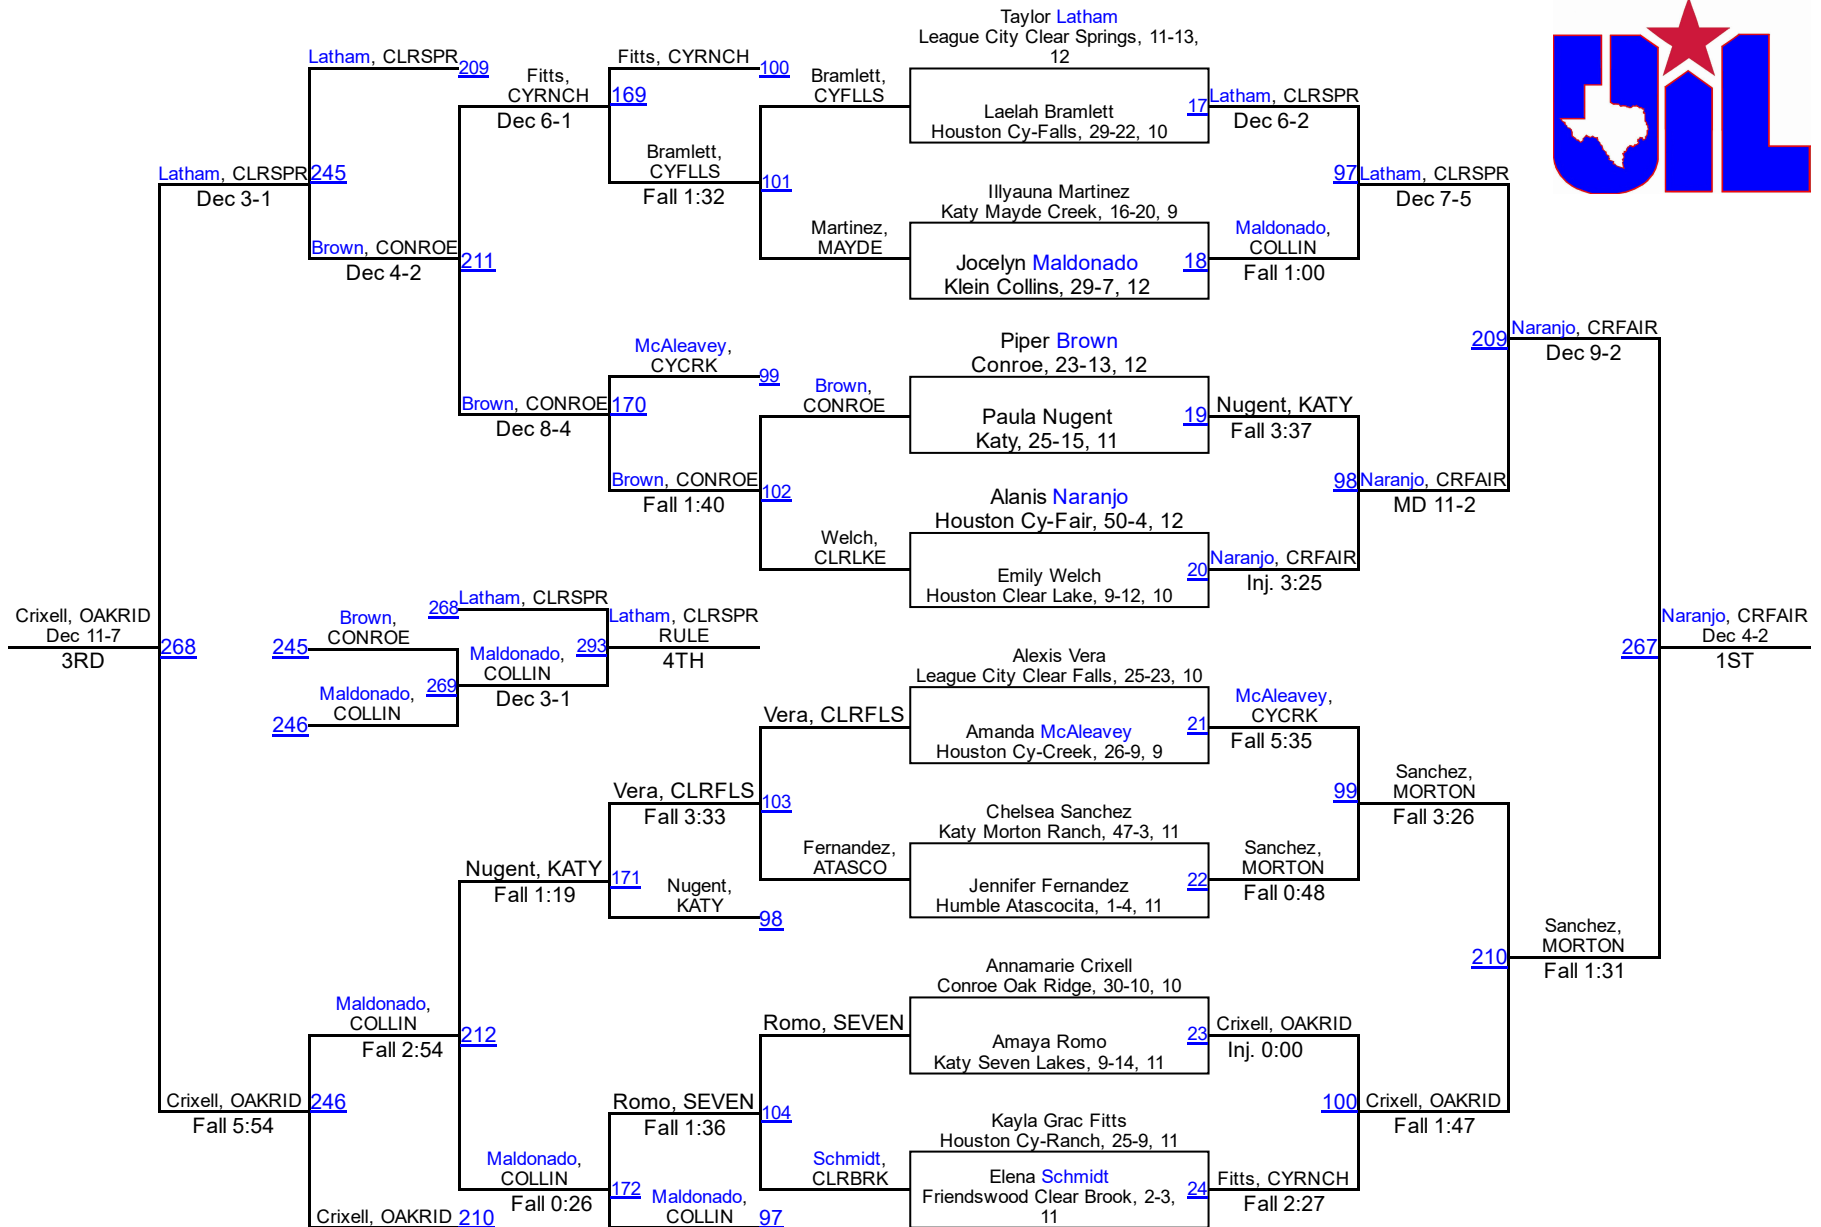 Taylor Latham
League City Clear Springs, 11-13,
12
Laelah Bramlett
Houston Cy-Falls, 29-22, 10
Illyauna Martinez
Katy Mayde Creek, 16-20, 9
Jocelyn Maldonado
Klein Collins, 29-7, 12
Piper Brown
Conroe, 23-13, 12
Paula Nugent
Katy, 25-15, 11
Alanis Naranjo
Houston Cy-Fair, 50-4, 12
Emily Welch
Houston Clear Lake, 9-12, 10
Alexis Vera
League City Clear Falls, 25-23, 10
Amanda McAleavey
Houston Cy-Creek, 26-9, 9
Chelsea Sanchez
Katy Morton Ranch, 47-3, 11
Jennifer Fernandez
Humble Atascocita, 1-4, 11
Annamarie Crixell
Conroe Oak Ridge, 30-10, 10
Amaya Romo
Katy Seven Lakes, 9-14, 11
Kayla Grac Fitts
Houston Cy-Ranch, 25-9, 11
Elena Schmidt
Friendswood Clear Brook, 2-3,
11
17
Latham, CLRSPR
Dec 6-2
18
Maldonado,
COLLIN
Fall 1:00
19
Nugent, KATY
Fall 3:37
20
Naranjo, CRFAIR
Inj. 3:25
21
McAleavey,
CYCRK
Fall 5:35
22
Sanchez,
MORTON
Fall 0:48
23
Crixell, OAKRID
Inj. 0:00
24
Fitts, CYRNCH
Fall 2:27
97
Latham, CLRSPR
Dec 7-5
98
Naranjo, CRFAIR
MD 11-2
99
Sanchez,
MORTON
Fall 3:26
100
Crixell, OAKRID
Fall 1:47
209
Naranjo, CRFAIR
Dec 9-2
210
Sanchez,
MORTON
Fall 1:31
267
Naranjo, CRFAIR
Dec 4-2
1ST
UIL
Bramlett,
CYFLLS
Martinez,
MAYDE
Brown,
CONROE
Welch,
CLRLKE
Vera, CLRFLS
Fernandez,
ATASCO
Romo, SEVEN
Schmidt,
CLRBRK
Fitts, CYRNCH
100
Bramlett,
CYFLLS
101
Fall 1:32
McAleavey,
CYCRK
99
Brown, CONROE
102
Fall 1:40
Vera, CLRFLS
103
Fall 3:33
Nugent,
KATY
98
Romo, SEVEN
104
Fall 1:36
Maldonado,
COLLIN
97
Fitts,
CYRNCH
169
Dec 6-1
Brown, CONROE
170
Dec 8-4
Nugent, KATY
171
Fall 1:19
Maldonado,
COLLIN
172
Fall 0:26
Latham, CLRSPR
209
Brown, CONROE
211
Dec 4-2
Maldonado,
COLLIN
212
Fall 2:54
Crixell, OAKRID
210
Latham, CLRSPR
245
Dec 3-1
Crixell, OAKRID
246
Fall 5:54
Crixell, OAKRID
Dec 11-7
268
3RD
245
Brown,
CONROE
246
Maldonado,
COLLIN
268
Latham, CLRSPR
269
Maldonado,
COLLIN
Dec 3-1
293
Latham, CLRSPR
RULE
4TH